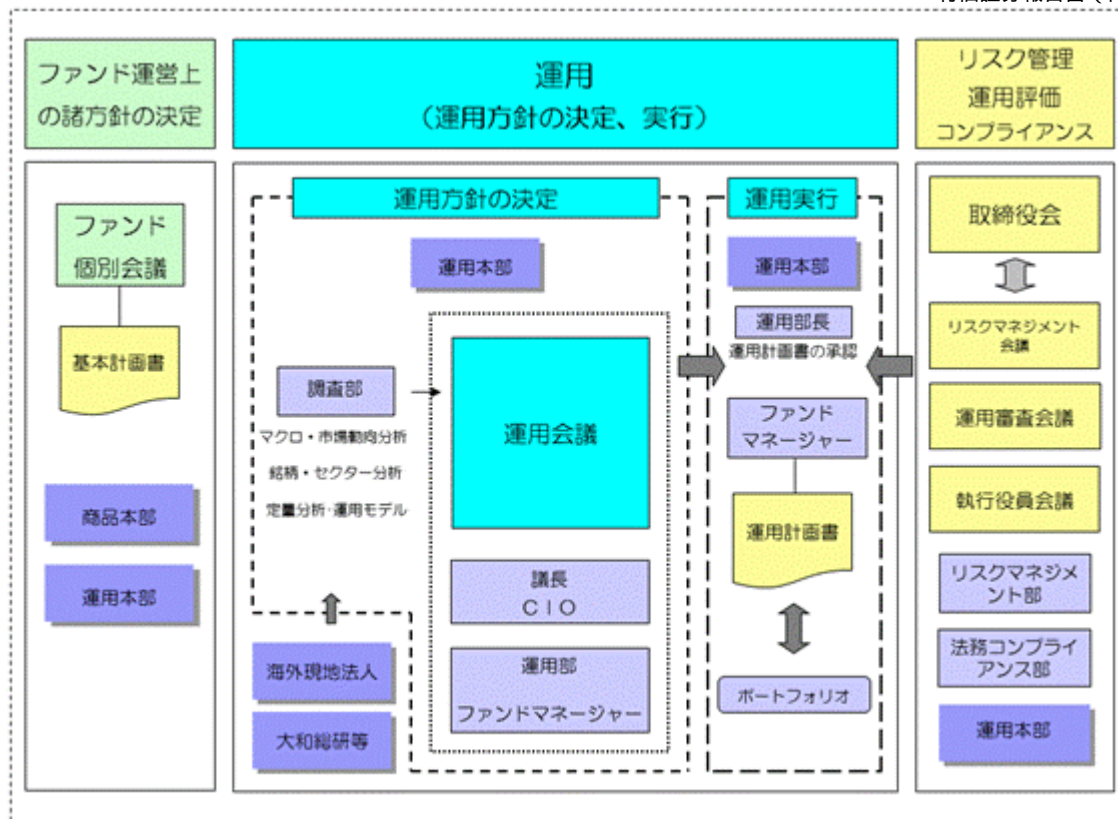 ファンド運営上
の諸方針の決定
運用
（運用方針の決定、実行）
リスク管理
運用評価
コンプライアンス
ファンド
個別会議
基本計画書
商品本部
運用本部
運用方針の決定
運用本部
調査部
マクロ・市場動向分析
銘柄・セクター分析
定量分析・運用モデル
運用会議
議長
ＣＩＯ
運用部
ファンドマネージャー
海外現地法人
大和総研等
運用実行
運用本部
運用部長
運用計画書の承認
ファンド
マネージャー
運用計画書
ポートフォリオ
取締役会
リスクマネジメント
会議
運用審査会議
執行役員会議
リスクマネジメ
ント部
法務コンプライ
アンス部
運用本部